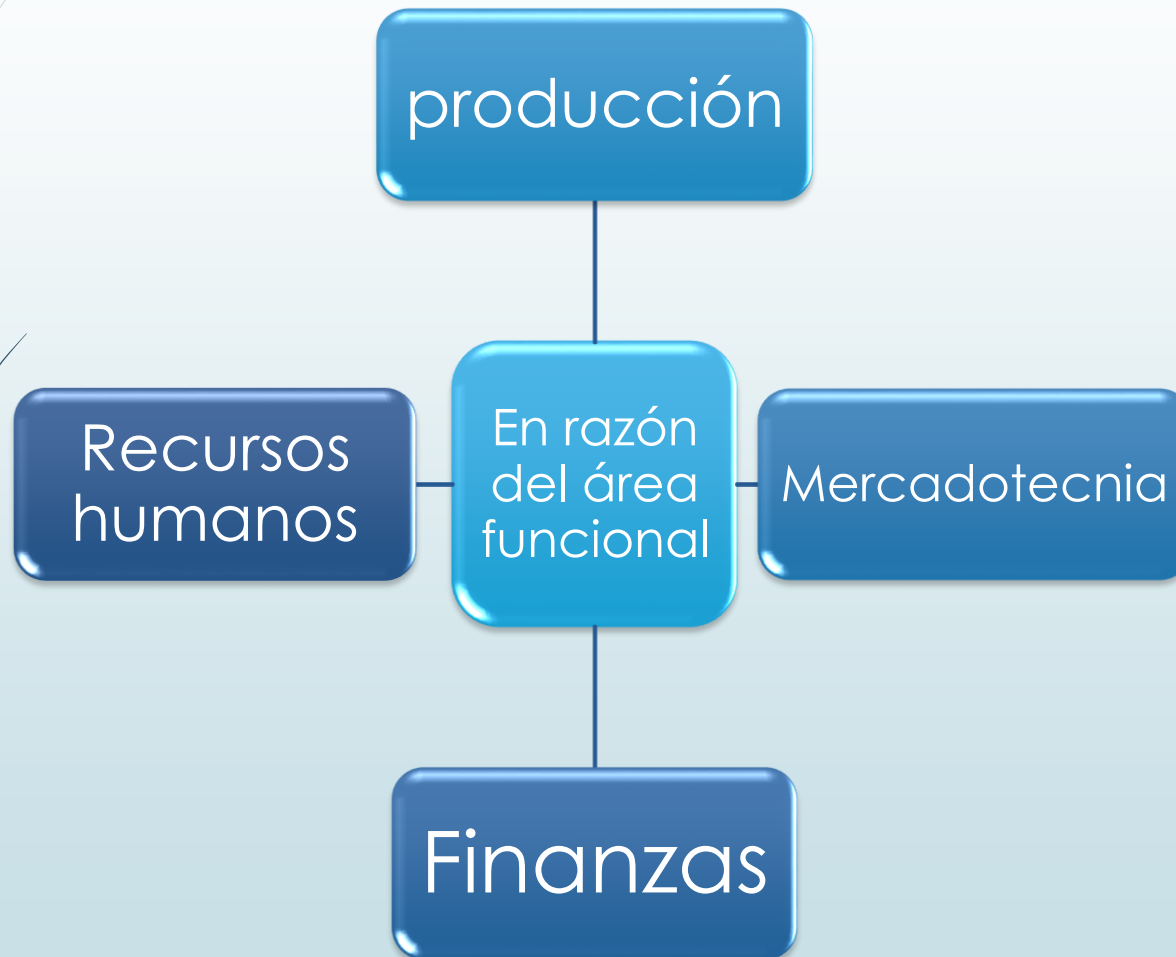 producción
Recursos
humanos
En razón
del área
funcional
Mercadotecnia
Finanzas